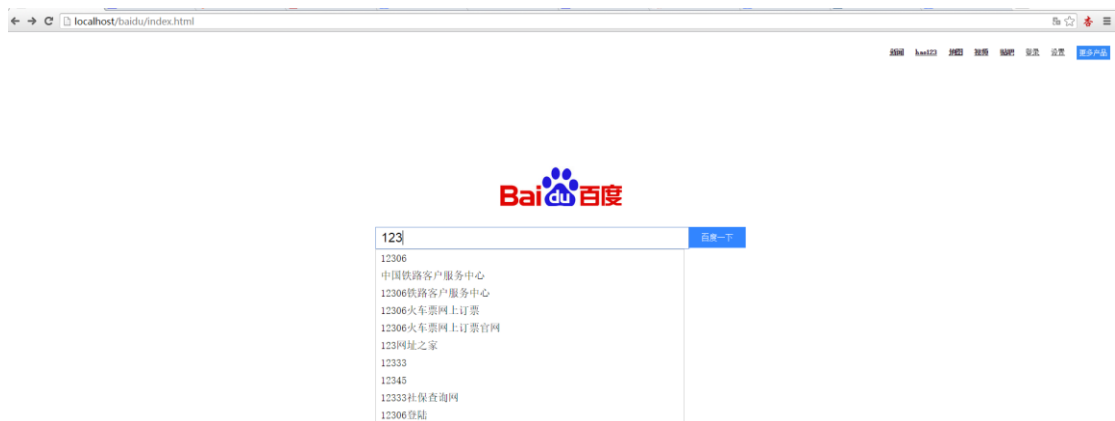 localhost/baidu/index.html
新闻 hao123 地图 视频 贴吧 登录 设置 更多产品
Bai du 百度
123 百度一下
12306
中国铁路客户服务中心
12306铁路客户服务中心
12306火车票网上订票
12306火车票网上订票官网
123网址之家
12333
12345
12333社保查询网
12306登陆